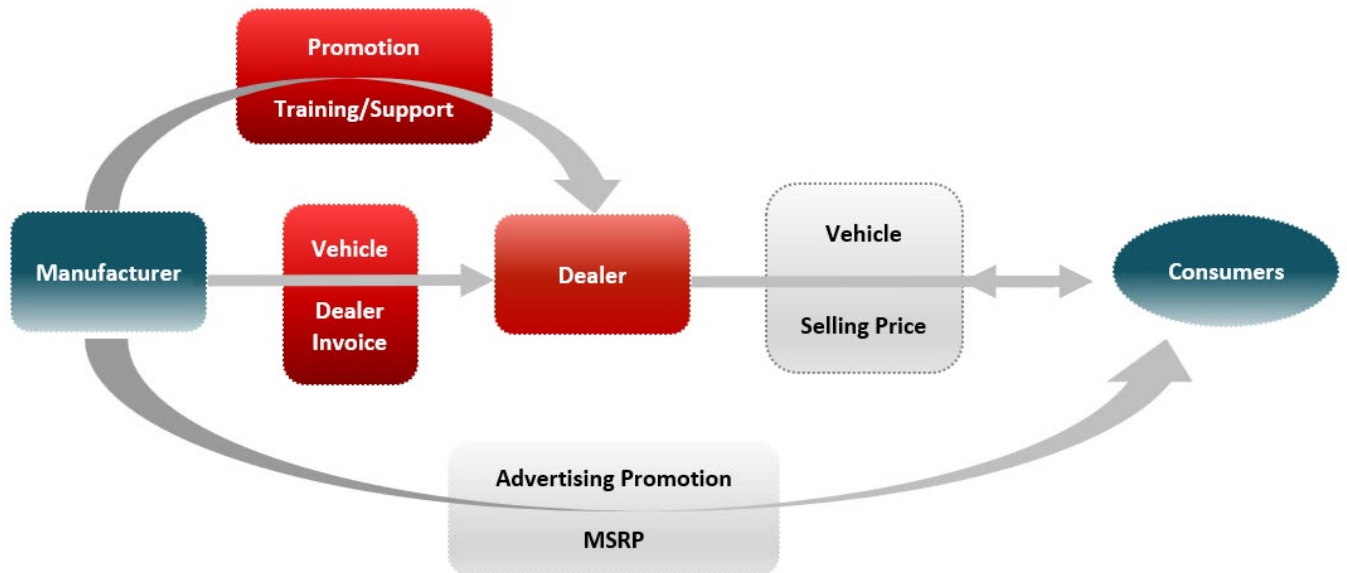 Promotion
Training/Support
Manufacturer
Vehicle
Dealer
Invoice
Dealer
Vehicle
Selling Price
Consumers
Advertising Promotion
MSRP